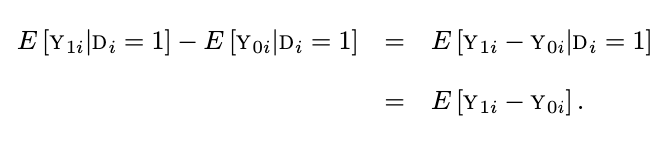 E [Y₁ᵢ|Dᵢ = 1] − E [Y₀ᵢ|Dᵢ = 1] = E [Y₁ᵢ − Y₀ᵢ|Dᵢ = 1]
= E [Y₁ᵢ − Y₀ᵢ] .